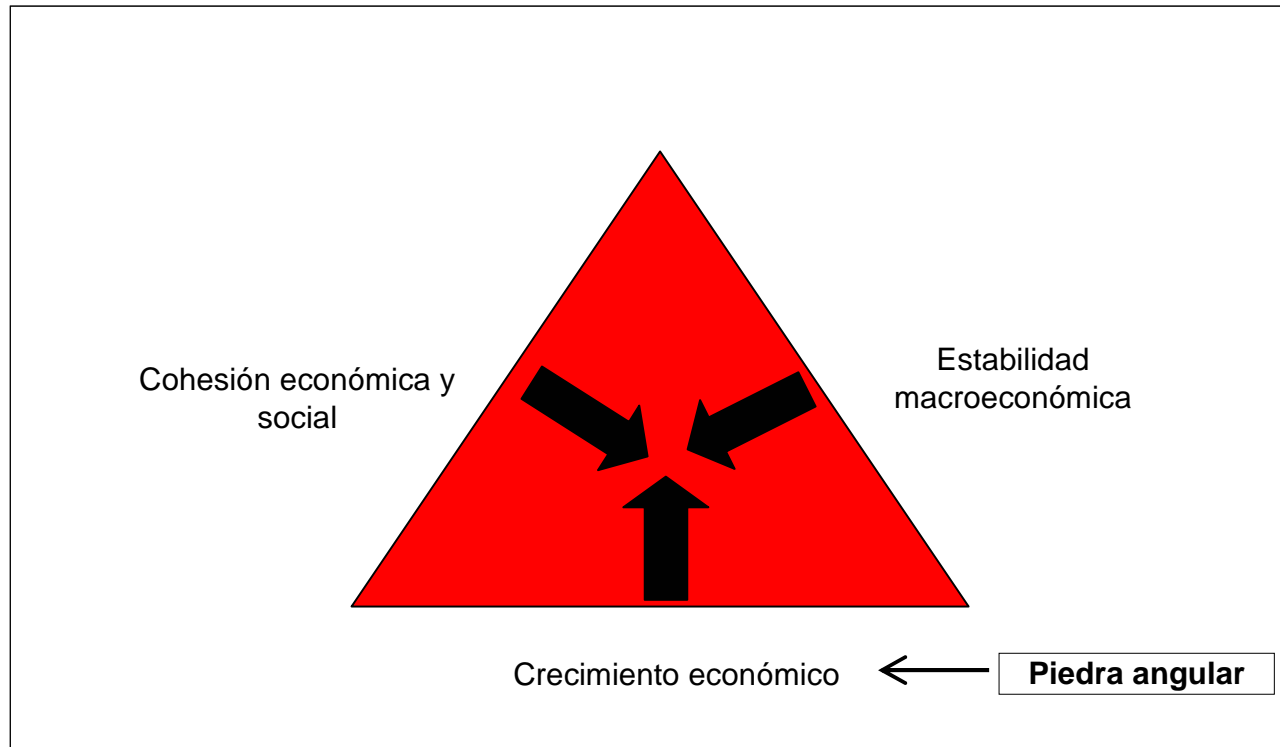 Cohesión económica y
social
Estabilidad
macroeconómica
Crecimiento económico
Piedra angular